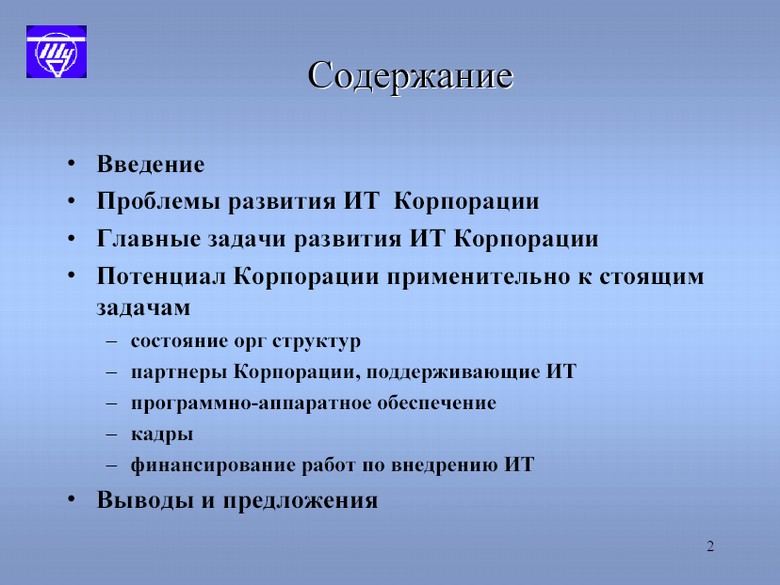 Ту
Содержание
• Введение
• Проблемы развития ИТ Корпорации
• Главные задачи развития ИТ Корпорации
• Потенциал Корпорации применительно к стоящим
задачам
– состояние орг структур
– партнеры Корпорации, поддерживающие ИТ
– программно-аппаратное обеспечение
– кадры
– финансирование работ по внедрению ИТ
• Выводы и предложения
2